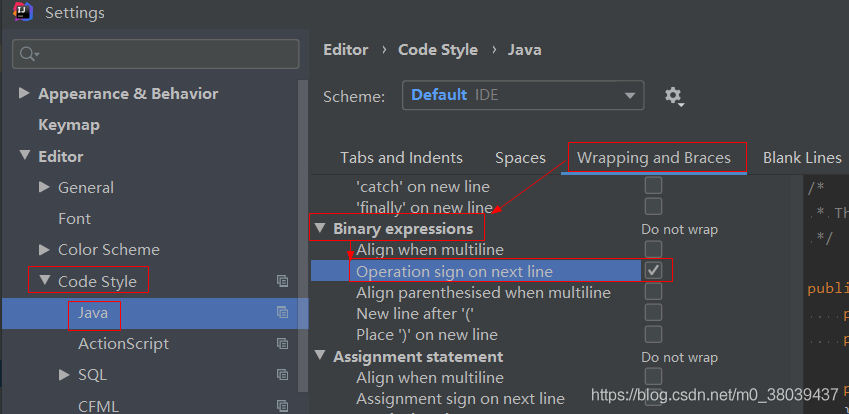 Settings
Appearance & Behavior
Keymap
Editor
General
Font
Color Scheme
Code Style
Java
ActionScript
SQL
CFML
Editor › Code Style › Java
Scheme: Default IDE
Tabs and Indents Spaces Wrapping and Braces Blank Lines
'catch' on new line
'finally' on new line
Binary expressions Do not wrap
Align when multiline
Operation sign on next line
Align parenthesised when multiline
New line after '('
Place ')' on new line
Assignment statement Do not wrap
Align when multiline
Assignment sign on next line
/*
* Th
*/
publi
p
p
p
https://blog.csdn.net/m0_38039437